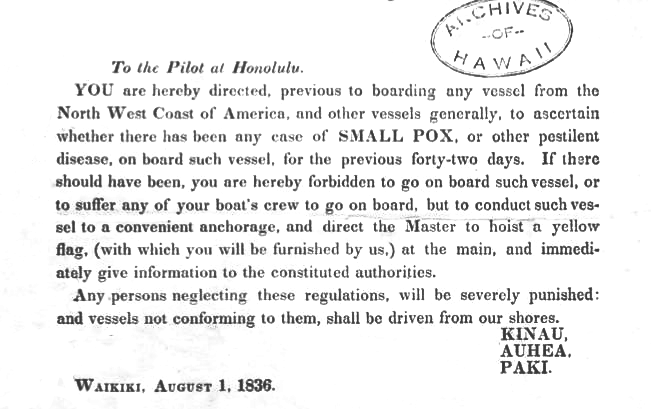 ARCHIVES
--OF--
HAWAII
To the Pilot at Honolulu.
YOU are hereby directed, previous to boarding any vessel from the
North West Coast of America, and other vessels generally, to ascertain
whether there has been any case of SMALL POX, or other pestilent
disease, on board such vessel, for the previous forty-two days. If there
should have been, you are hereby forbidden to go on board such vessel, or
to suffer any of your boat's crew to go on board, but to conduct such ves-
sel to a convenient anchorage, and direct the Master to hoist a yellow
flag, (with which you will be furnished by us,) at the main, and immedi-
ately give information to the constituted authorities.
Any persons neglecting these regulations, will be severely punished:
and vessels not conforming to them, shall be driven from our shores.
KINAU,
AUHEA,
PAKI.
WAIKIKI, AUGUST 1, 1836.